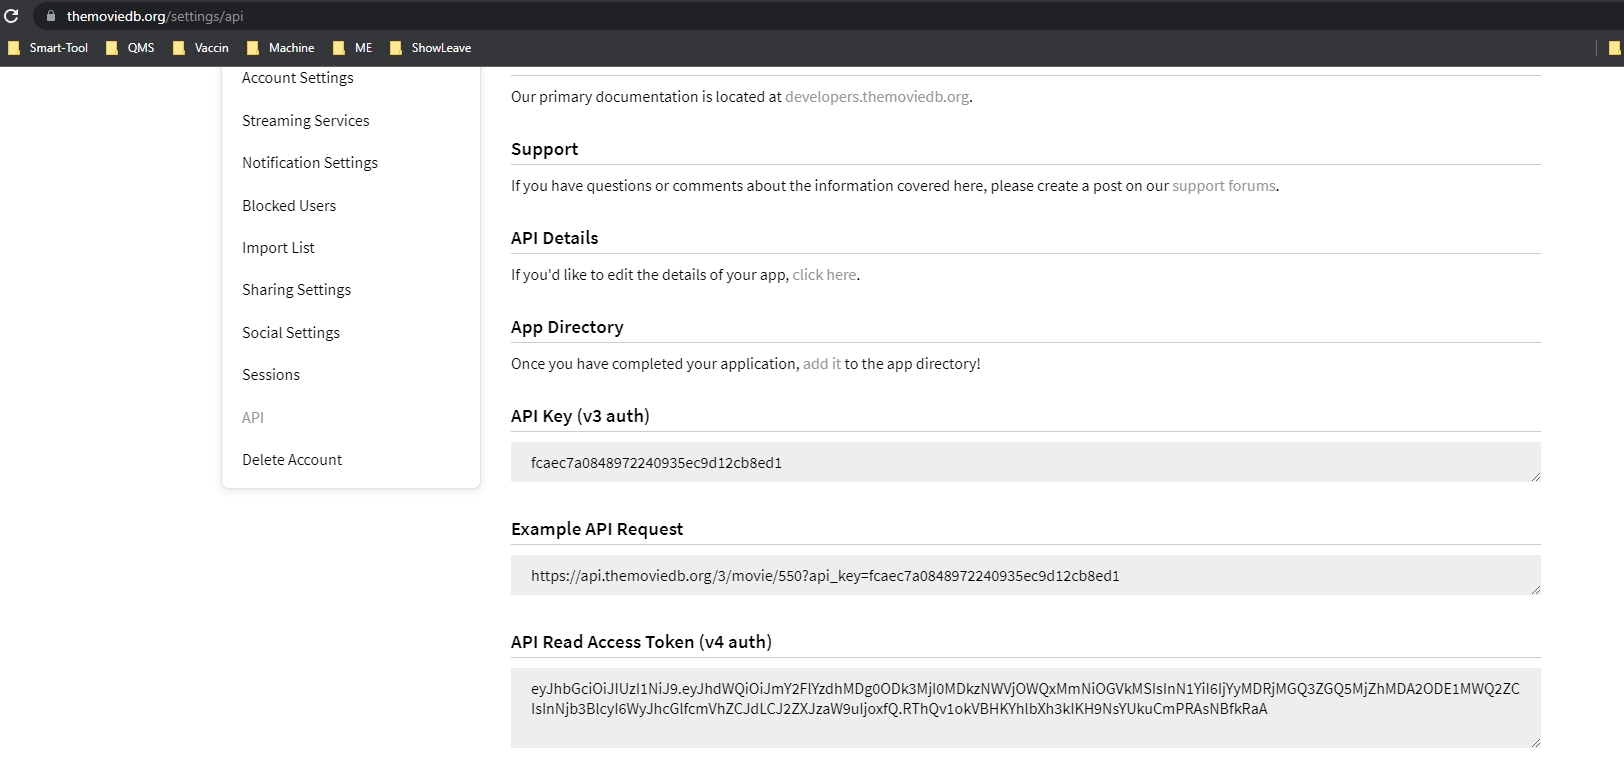 themoviedb.org/settings/api
Smart-Tool QMS Vaccin Machine ME ShowLeave
Account Settings
Streaming Services
Notification Settings
Blocked Users
Import List
Sharing Settings
Social Settings
Sessions
API
Delete Account
Our primary documentation is located at developers.themoviedb.org.
Support
If you have questions or comments about the information covered here, please create a post on our support forums.
API Details
If you'd like to edit the details of your app, click here.
App Directory
Once you have completed your application, add it to the app directory!
API Key (v3 auth)
fcaec7a0848972240935ec9d12cb8ed1
Example API Request
https://api.themoviedb.org/3/movie/550?api_key=fcaec7a0848972240935ec9d12cb8ed1
API Read Access Token (v4 auth)
eyJhbGciOiJIUzI1NiJ9.eyJhdWQiOiJmY2FlYzdhMDg0ODk3MjI0MDkzNWVjOWQxMmNiOGVkMSIsInN1YiI6IjYyMDRjMGQ3ZGQ5MjZhMDA2ODE1MWQ2ZC
IsInNjb3BlcyI6WyJhcGlfcmVhZCJdLCJ2ZXJzaW9uIjoxfQ.RThQv1okVBHKYhlbXh3kIKH9NsYUkuCmPRAsNBfkRaA